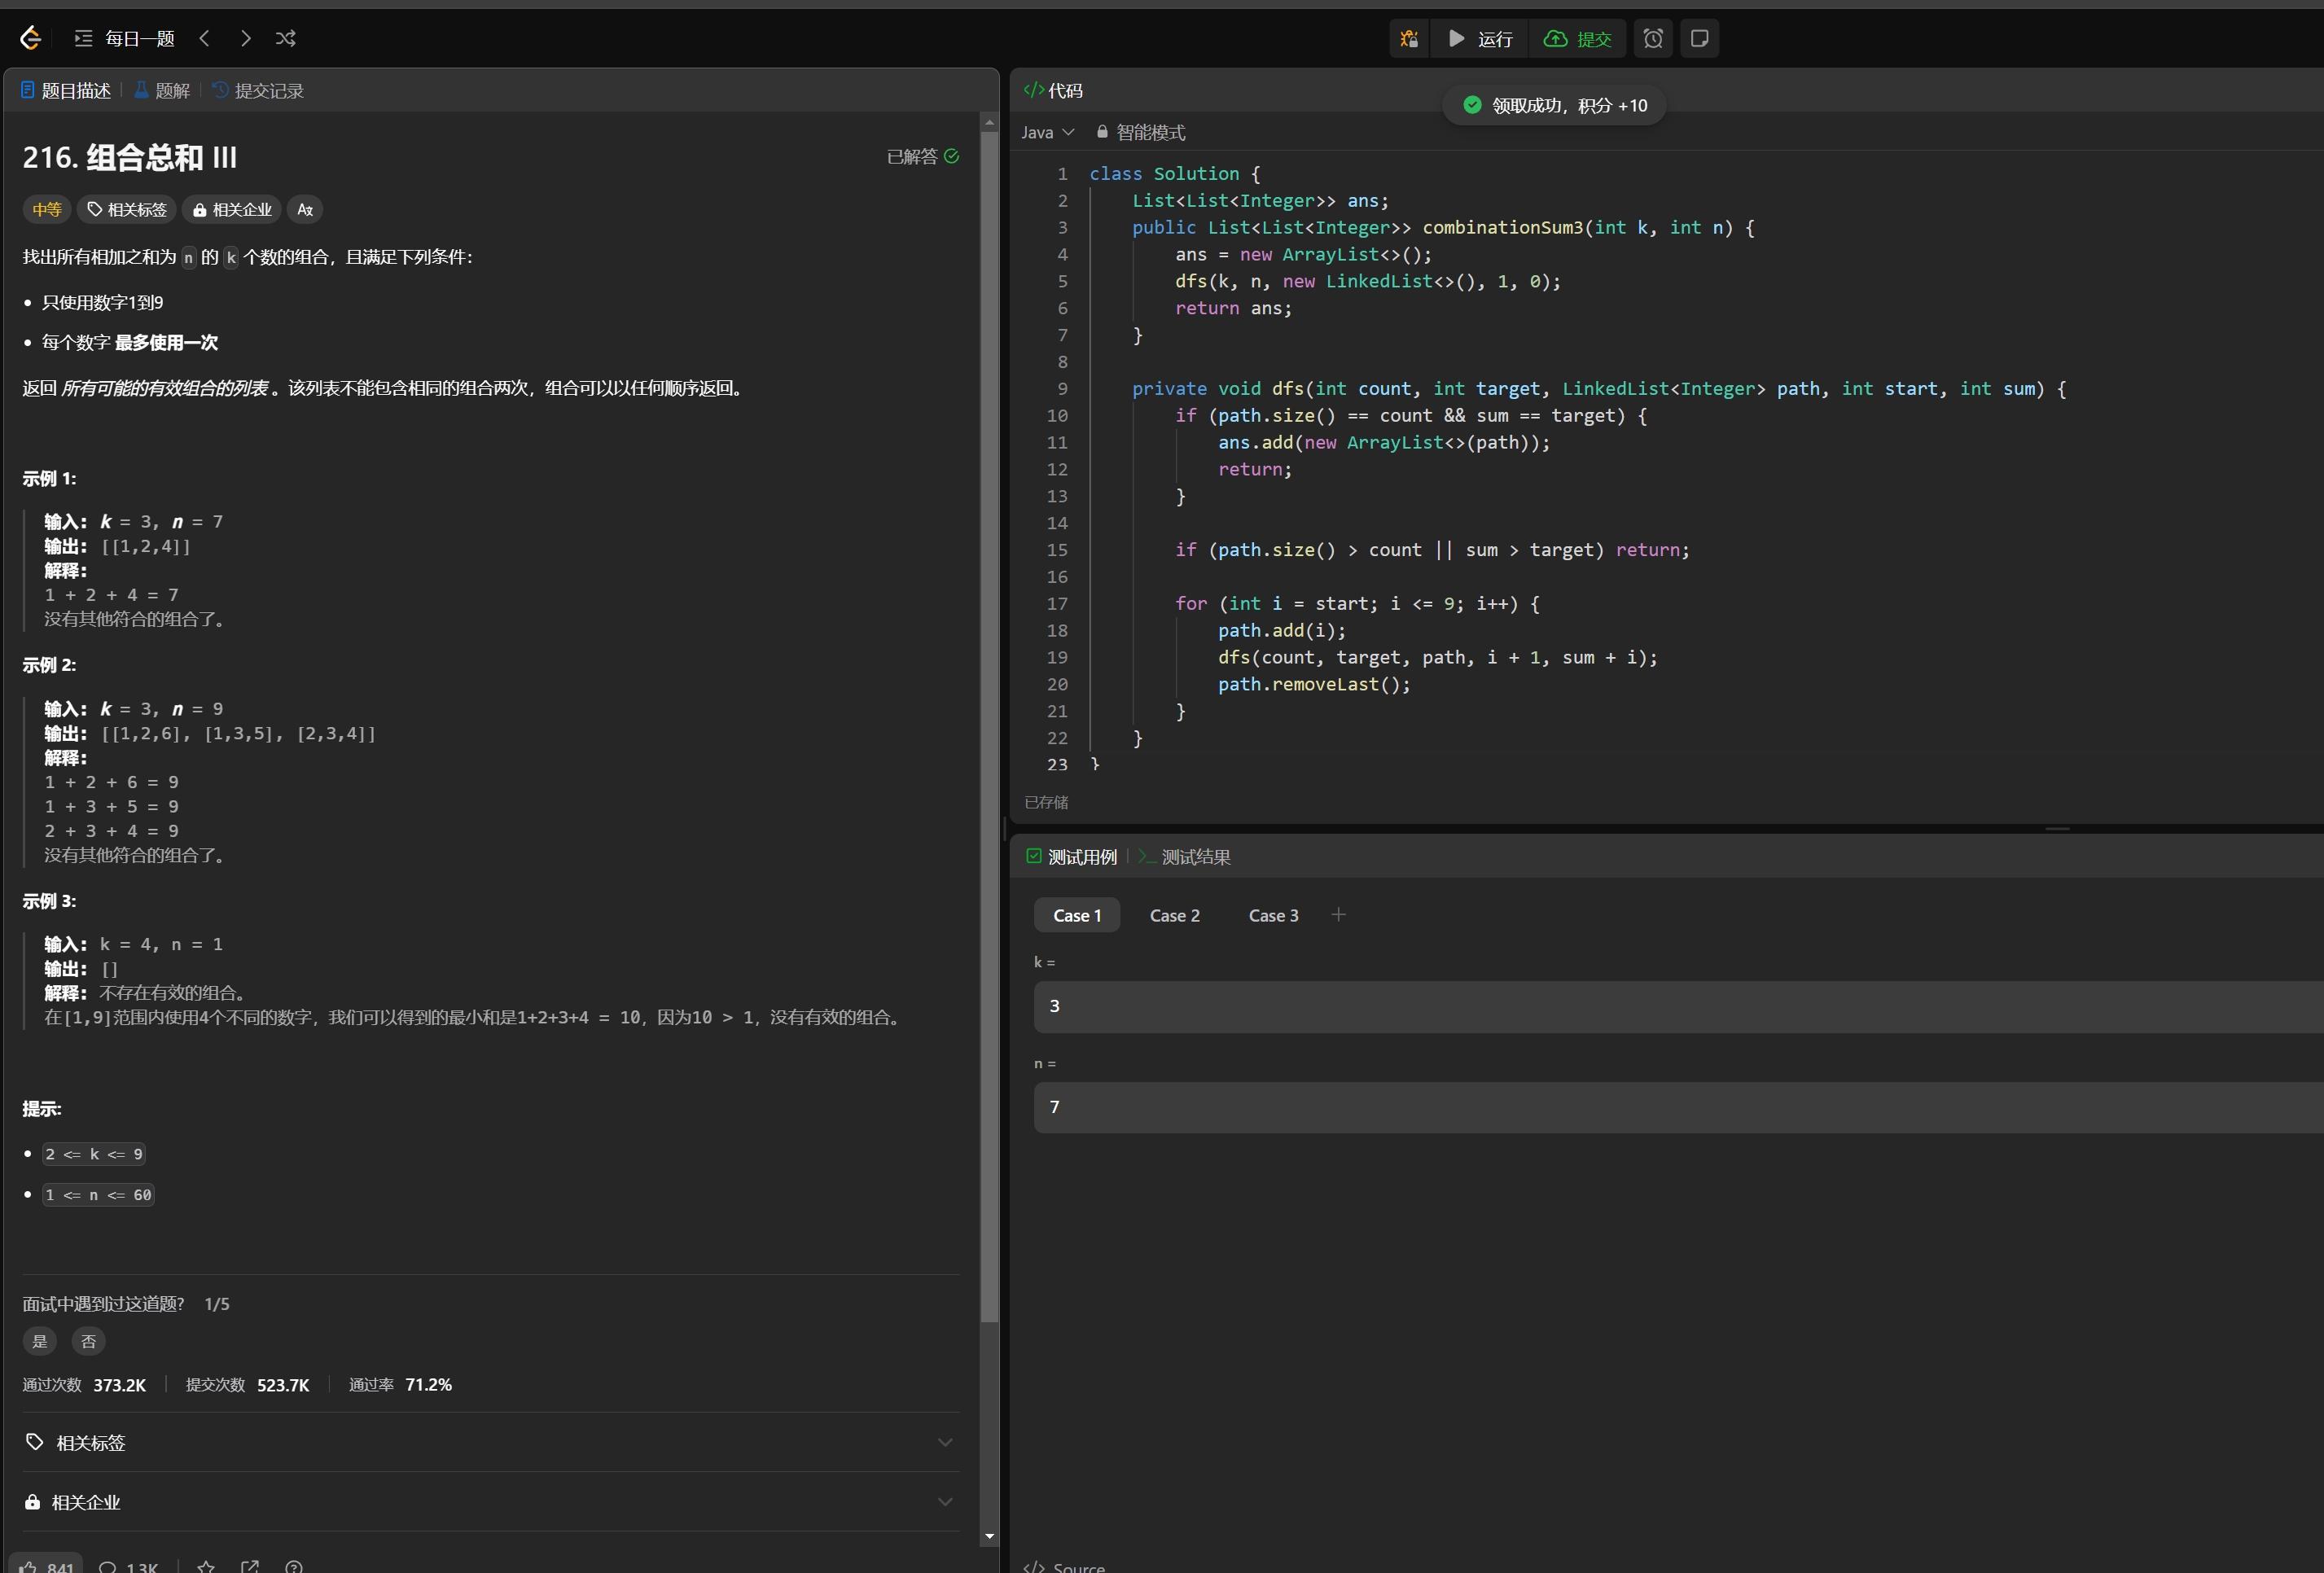 每日一题
运行
提交
题目描述
题解
提交记录
216. 组合总和 III
已解答
中等
相关标签
相关企业
找出所有相加之和为 n 的 k 个数的组合，且满足下列条件：
只使用数字1到9
每个数字 最多使用一次
返回 所有可能的有效组合的列表 。该列表不能包含相同的组合两次，组合可以以任何顺序返回。
示例 1:
输入: k = 3, n = 7
输出: [[1,2,4]]
解释:
1 + 2 + 4 = 7
没有其他符合的组合了。
示例 2:
输入: k = 3, n = 9
输出: [[1,2,6], [1,3,5], [2,3,4]]
解释:
1 + 2 + 6 = 9
1 + 3 + 5 = 9
2 + 3 + 4 = 9
没有其他符合的组合了。
示例 3:
输入: k = 4, n = 1
输出: []
解释: 不存在有效的组合。
在[1,9]范围内使用4个不同的数字，我们可以得到的最小和是1+2+3+4 = 10，因为10 > 1，没有有效的组合。
提示:
2 <= k <= 9
1 <= n <= 60
面试中遇到过这道题? 1/5
是
否
通过次数 373.2K
提交次数 523.7K
通过率 71.2%
相关标签
相关企业
841
1.3K
代码
领取成功，积分 +10
Java
智能模式
1 class Solution {
2     List<List<Integer>> ans;
3     public List<List<Integer>> combinationSum3(int k, int n) {
4         ans = new ArrayList<>();
5         dfs(k, n, new LinkedList<>(), 1, 0);
6         return ans;
7     }
8
9     private void dfs(int count, int target, LinkedList<Integer> path, int start, int sum) {
10         if (path.size() == count && sum == target) {
11             ans.add(new ArrayList<>(path));
12             return;
13         }
14
15         if (path.size() > count || sum > target) return;
16
17         for (int i = start; i <= 9; i++) {
18             path.add(i);
19             dfs(count, target, path, i + 1, sum + i);
20             path.removeLast();
21         }
22     }
23 }
已存储
测试用例
测试结果
Case 1
Case 2
Case 3
k =
3
n =
7
Source